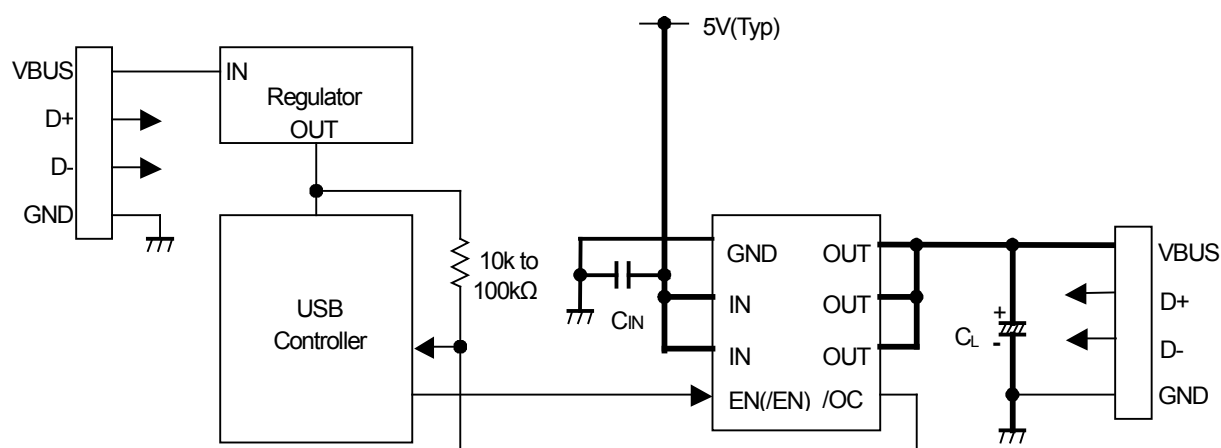 5V(Typ)
VBUS
D+
D-
GND
IN
Regulator
OUT
10k to
100kΩ
USB
Controller
CIN
GND
IN
IN
EN(/EN)
OUT
OUT
OUT
/OC
+
-
CL
VBUS
D+
D-
GND